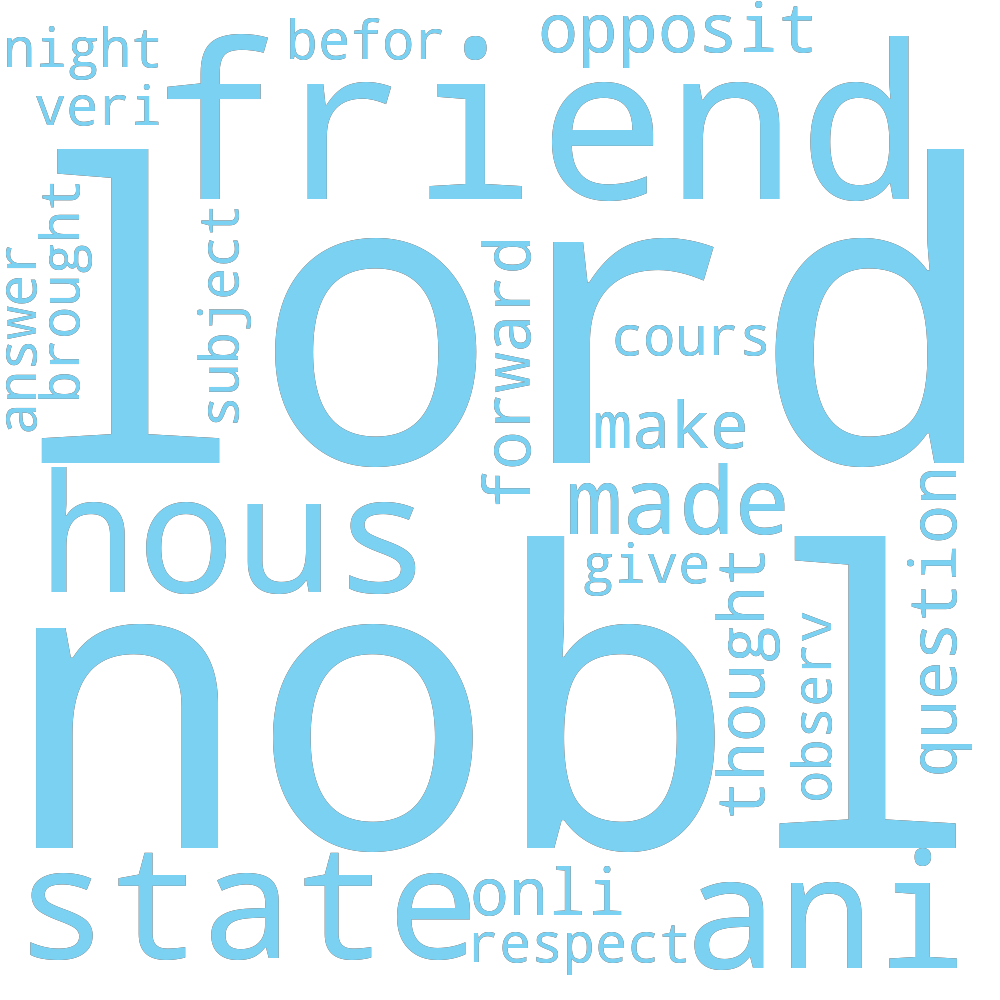 night
befor
opposit
veri
friend
lord
brought
answer
subject
forward
cours
make
hous
made
question
give
nobl
thought
observ
state
onli
ani
respect